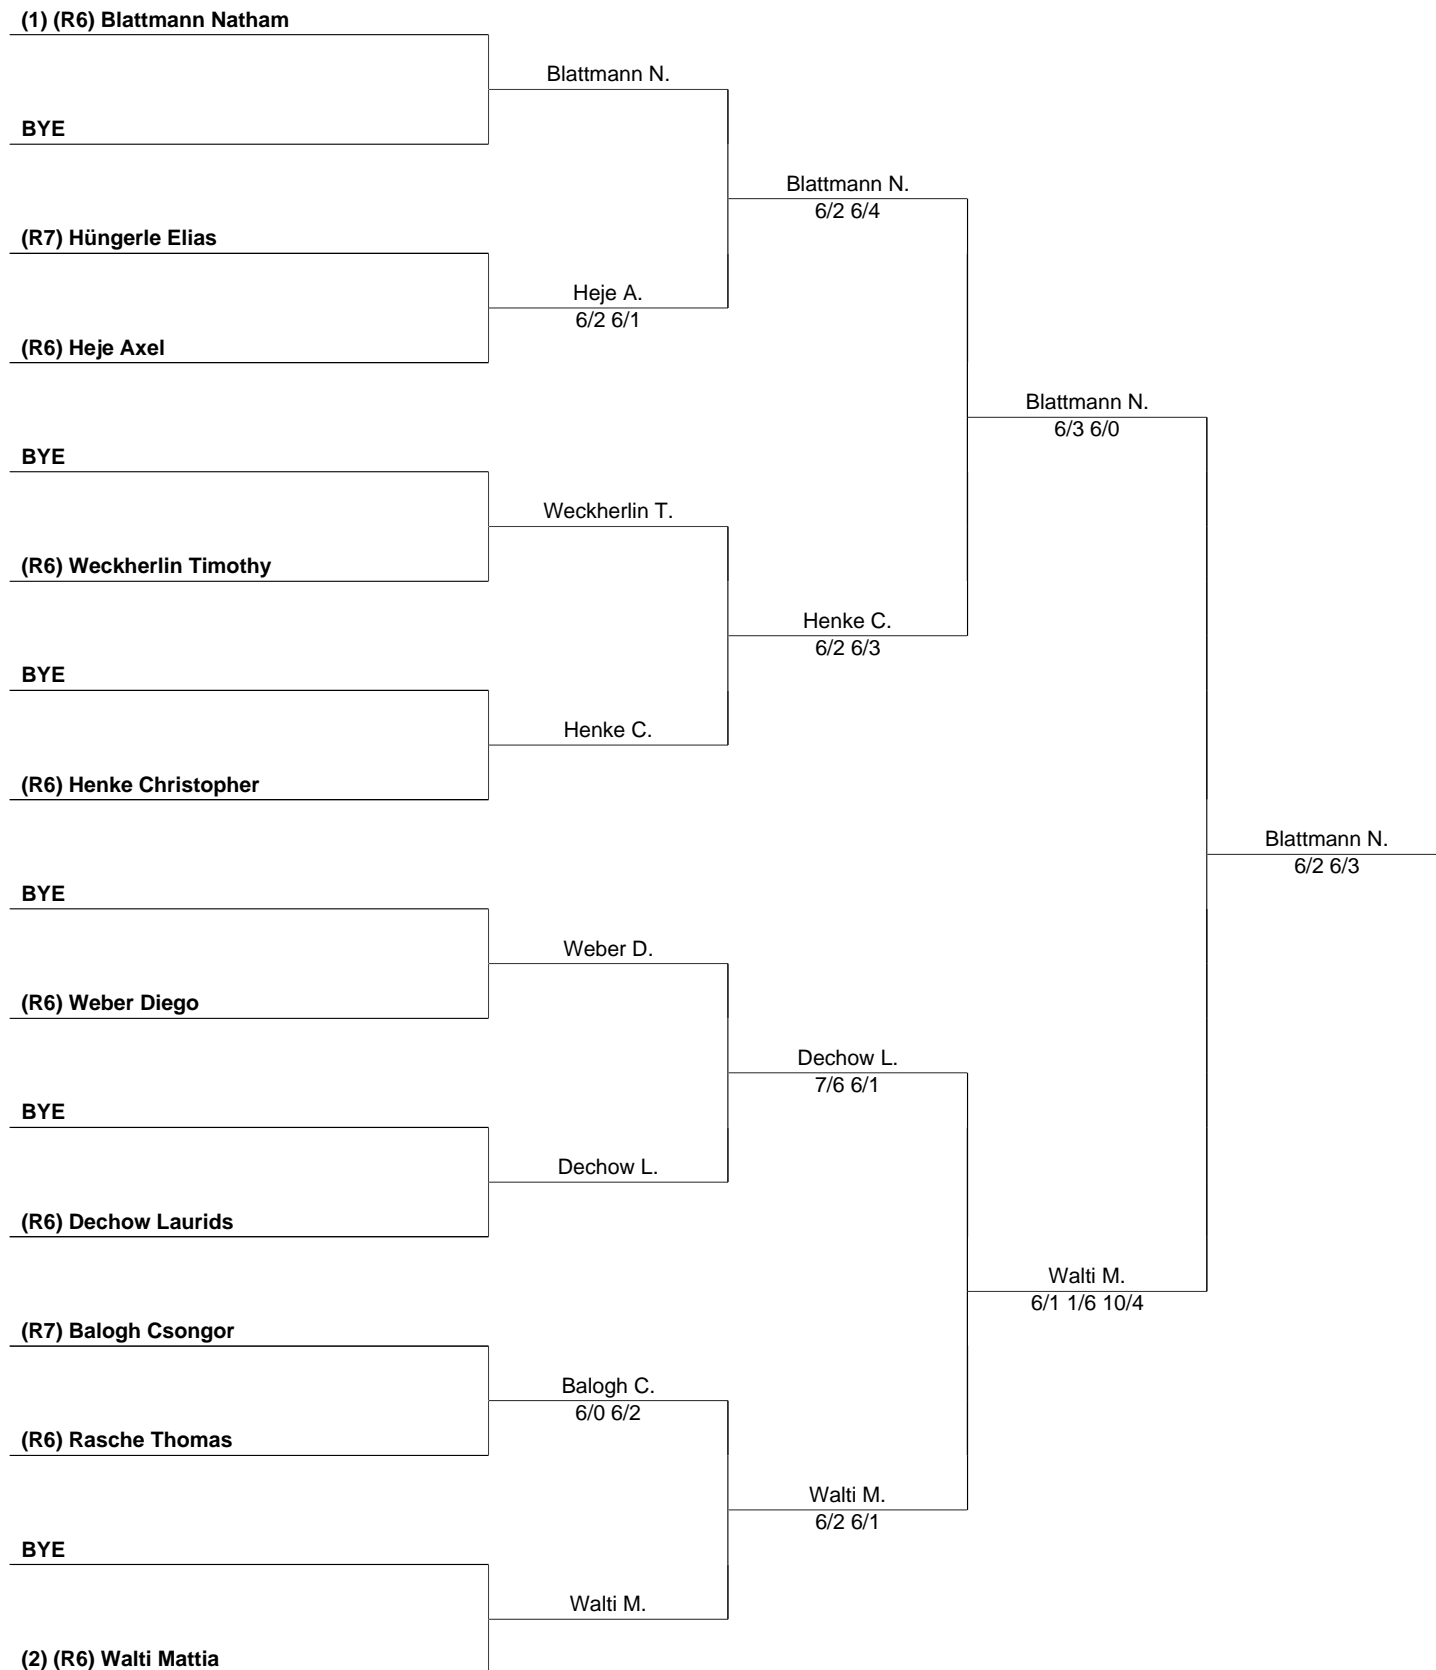 (1) (R6) Blattmann Natham
Blattmann N.
BYE
Blattmann N.
6/2 6/4
(R7) Hüngerle Elias
Heje A.
6/2 6/1
(R6) Heje Axel
Blattmann N.
6/3 6/0
BYE
Weckherlin T.
(R6) Weckherlin Timothy
Henke C.
6/2 6/3
BYE
Henke C.
(R6) Henke Christopher
Blattmann N.
6/2 6/3
BYE
Weber D.
(R6) Weber Diego
Dechow L.
7/6 6/1
BYE
Dechow L.
(R6) Dechow Laurids
Walti M.
6/1 1/6 10/4
(R7) Balogh Csongor
Balogh C.
6/0 6/2
(R6) Rasche Thomas
Walti M.
6/2 6/1
BYE
Walti M.
(2) (R6) Walti Mattia